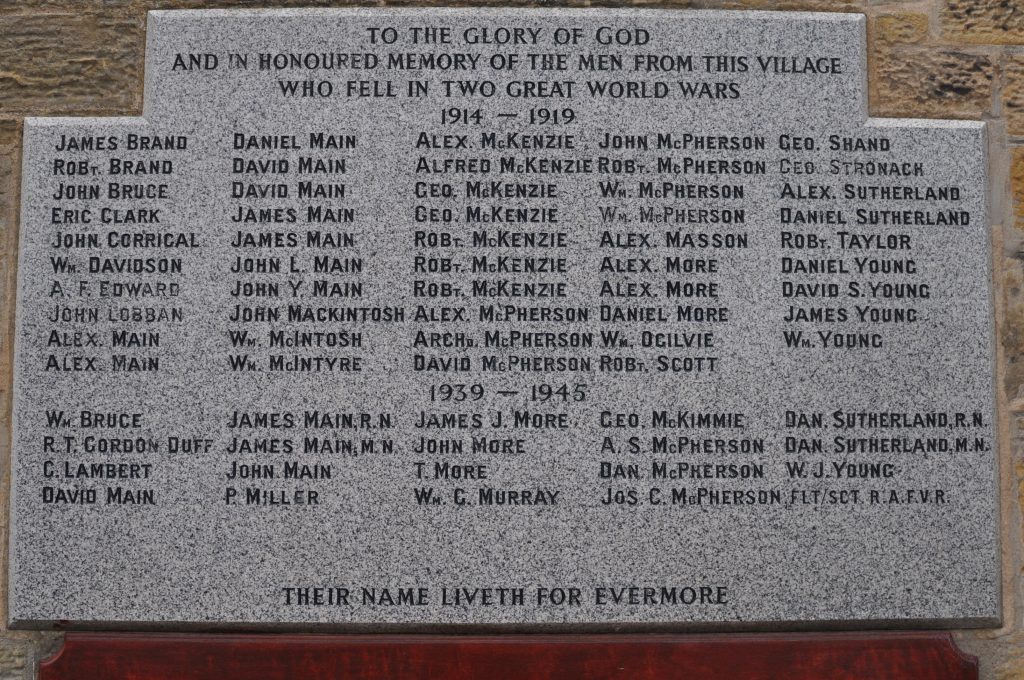 TO THE GLORY OF GOD
AND IN HONOURED MEMORY OF THE MEN FROM THIS VILLAGE
WHO FELL IN TWO GREAT WORLD WARS
1914 — 1919
JAMES BRAND DANIEL MAIN ALEX. MCKENZIE JOHN MCPHERSON GEO. SHAND
ROBT. BRAND DAVID MAIN ALFRED MCKENZIE ROBT. MCPHERSON GEO. STRONACH
JOHN BRUCE DAVID MAIN GEO. MCKENZIE WM. MCPHERSON ALEX. SUTHERLAND
ERIC CLARK JAMES MAIN GEO. MCKENZIE WM. MCPHERSON DANIEL SUTHERLAND
JOHN CORRIGAL JAMES MAIN ROBT. MCKENZIE ALEX. MASSON ROBT. TAYLOR
WM. DAVIDSON JOHN L. MAIN ROBT. MCKENZIE ALEX. MORE DANIEL YOUNG
A. F. EDWARD JOHN Y. MAIN ROBT. MCKENZIE ALEX. MORE DAVID S. YOUNG
JOHN LOBBAN JOHN MACKINTOSH ALEX. MCPHERSON DANIEL MORE JAMES YOUNG
ALEX. MAIN WM. MCINTOSH ARCHD. MCPHERSON WM. OGILVIE WM. YOUNG
ALEX. MAIN WM. MCINTYRE DAVID MCPHERSON ROBT. SCOTT
1939 — 1945
WM. BRUCE JAMES MAIN, R.N. JAMES J. MORE GEO. MCKIMMIE DAN. SUTHERLAND, R.N.
R. T. GORDON DUFF JAMES MAIN, M.N. JOHN MORE A. S. MCPHERSON DAN. SUTHERLAND, M.N.
G. LAMBERT JOHN MAIN T. MORE DAN. MCPHERSON W. J. YOUNG
DAVID MAIN P. MILLER WM. G. MURRAY JOS. C. MCPHERSON, FLT/SGT. R.A.F.V.R.
THEIR NAME LIVETH FOR EVERMORE